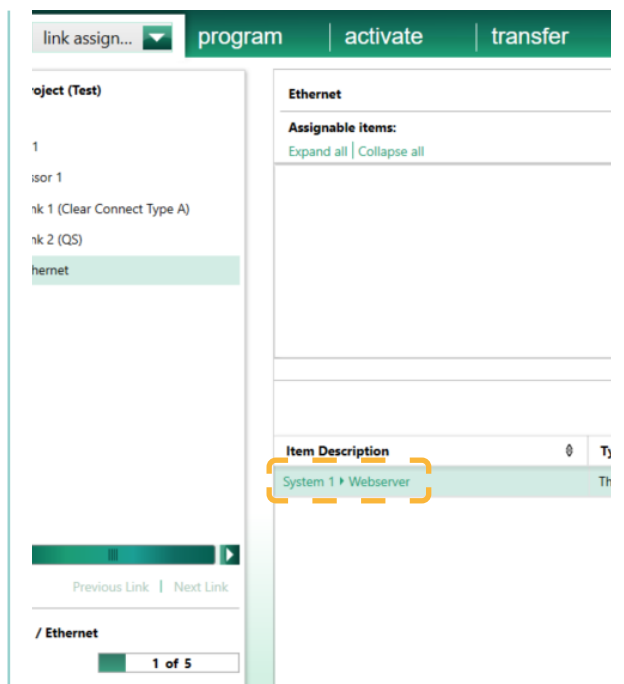 link assign...
program
activate
transfer
roject (Test)
1
ssor 1
nk 1 (Clear Connect Type A)
nk 2 (QS)
hernet
Previous Link | Next Link
/ Ethernet
1 of 5
Ethernet
Assignable items:
Expand all | Collapse all
Item Description
Ty
System 1 ▸ Webserver
Th